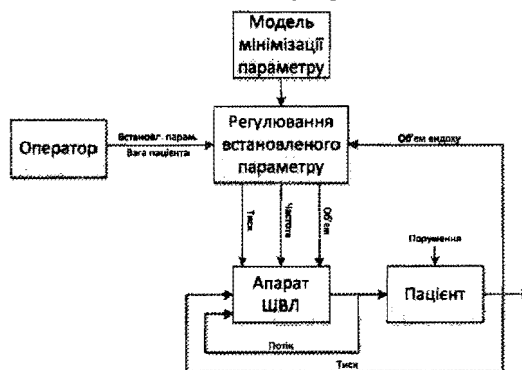 Модель
мінімізації
параметру
Оператор
Встановл. парам.
Вага пацієнта
Регулювання
встановленого
параметру
Об'єм видоху
Тиск
Частота
Об'єм
Порушення
Апарат
ШВЛ
Пацієнт
Потік
Тиск